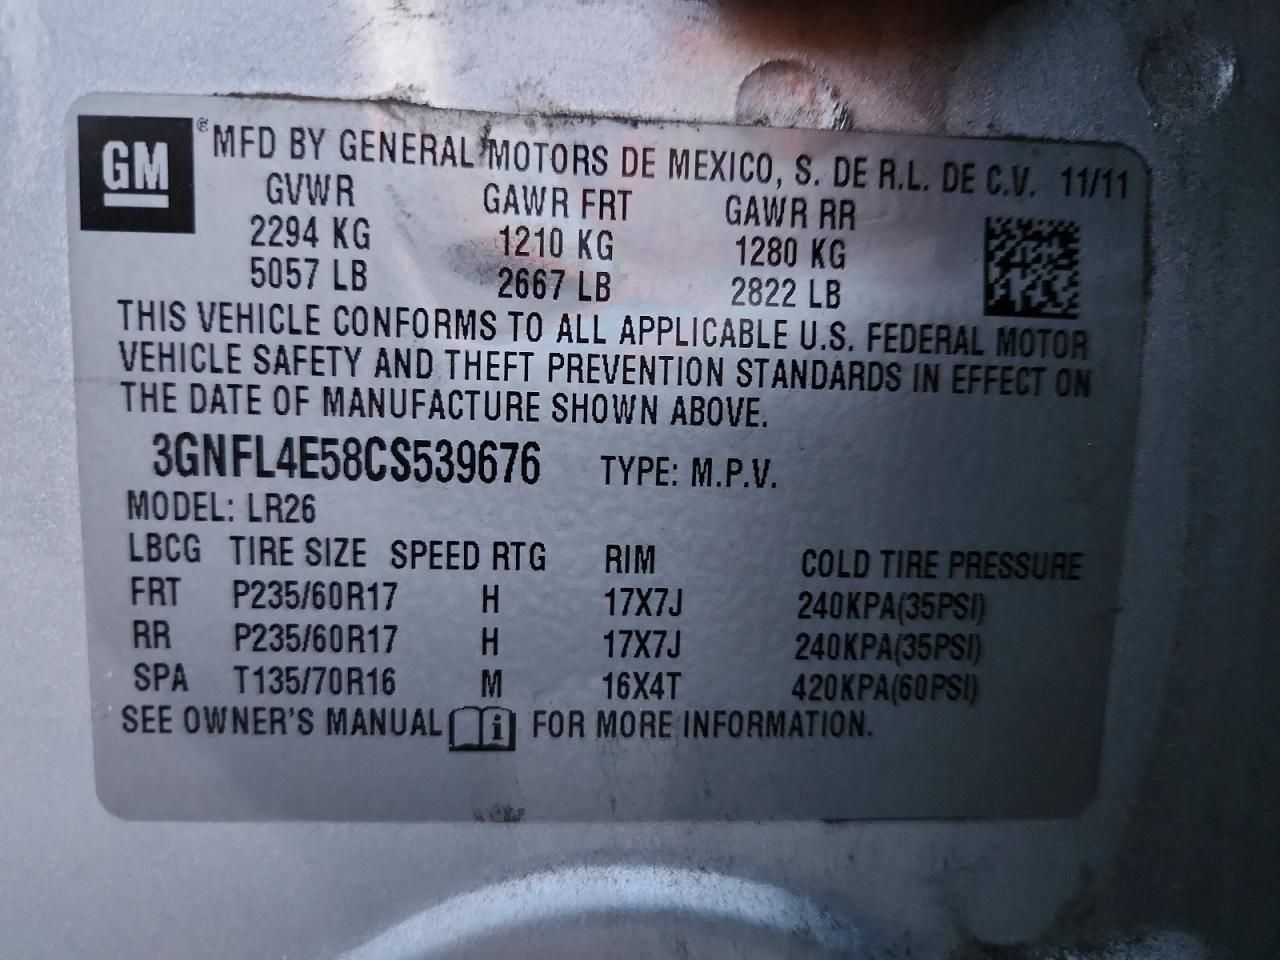 GM ® MFD BY GENERAL MOTORS DE MEXICO, S. DE R.L. DE C.V. 11/11
GVWR GAWR FRT GAWR RR
2294 KG 1210 KG 1280 KG
5057 LB 2667 LB 2822 LB
THIS VEHICLE CONFORMS TO ALL APPLICABLE U.S. FEDERAL MOTOR
VEHICLE SAFETY AND THEFT PREVENTION STANDARDS IN EFFECT ON
THE DATE OF MANUFACTURE SHOWN ABOVE.
3GNFL4E58CS539676 TYPE: M.P.V.
MODEL: LR26
LBCG TIRE SIZE SPEED RTG RIM COLD TIRE PRESSURE
FRT P235/60R17 H 17X7J 240KPA(35PSI)
RR P235/60R17 H 17X7J 240KPA(35PSI)
SPA T135/70R16 M 16X4T 420KPA(60PSI)
SEE OWNER'S MANUAL i FOR MORE INFORMATION.